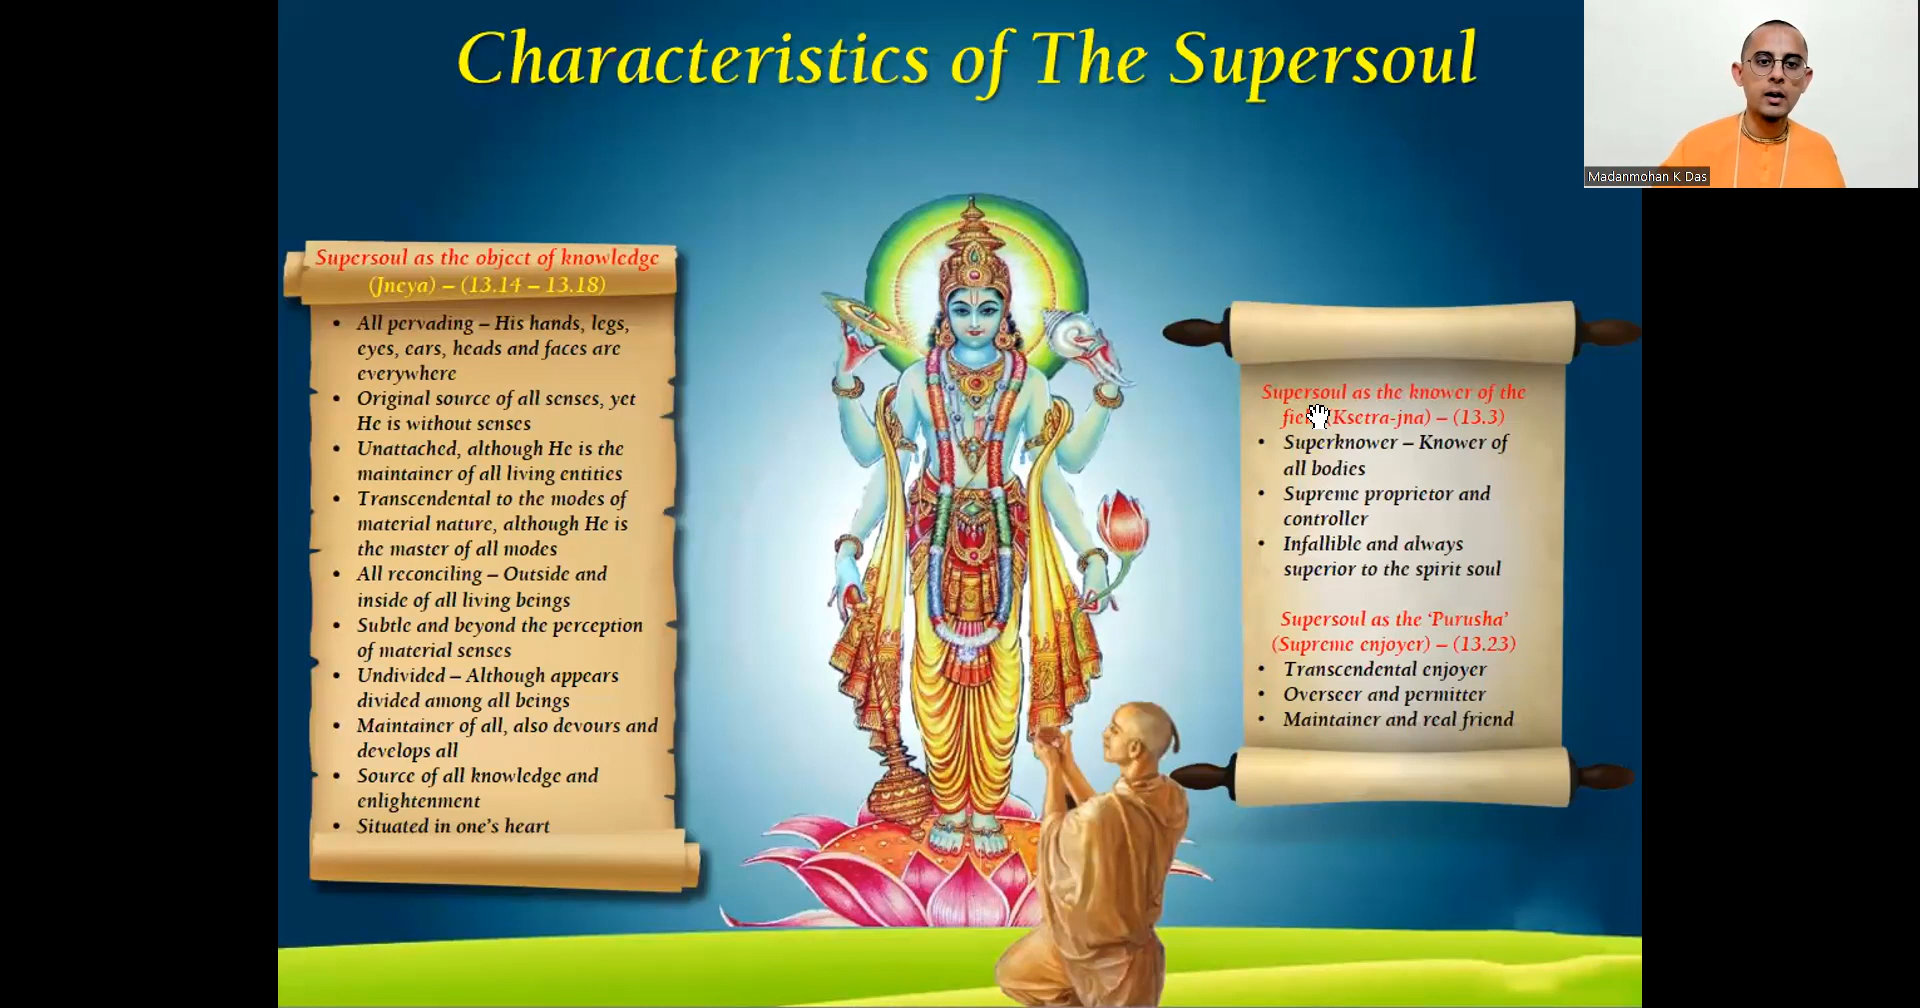 Characteristics of The Supersoul
Madanmohan K Das
Supersoul as the object of knowledge
(Jneya) – (13.14 – 13.18)
• All pervading – His hands, legs,
eyes, ears, heads and faces are
everywhere
• Original source of all senses, yet
He is without senses
• Unattached, although He is the
maintainer of all living entities
• Transcendental to the modes of
material nature, although He is
the master of all modes
• All reconciling – Outside and
inside of all living beings
• Subtle and beyond the perception
of material senses
• Undivided – Although appears
divided among all beings
• Maintainer of all, also devours and
develops all
• Source of all knowledge and
enlightenment
• Situated in one's heart
Supersoul as the knower of the
(Ksetra-jna) – (13.3)
• Superknower – Knower of
all bodies
• Supreme proprietor and
controller
• Infallible and always
superior to the spirit soul
Supersoul as the 'Purusha'
(Supreme enjoyer) – (13.23)
• Transcendental enjoyer
• Overseer and permitter
• Maintainer and real friend